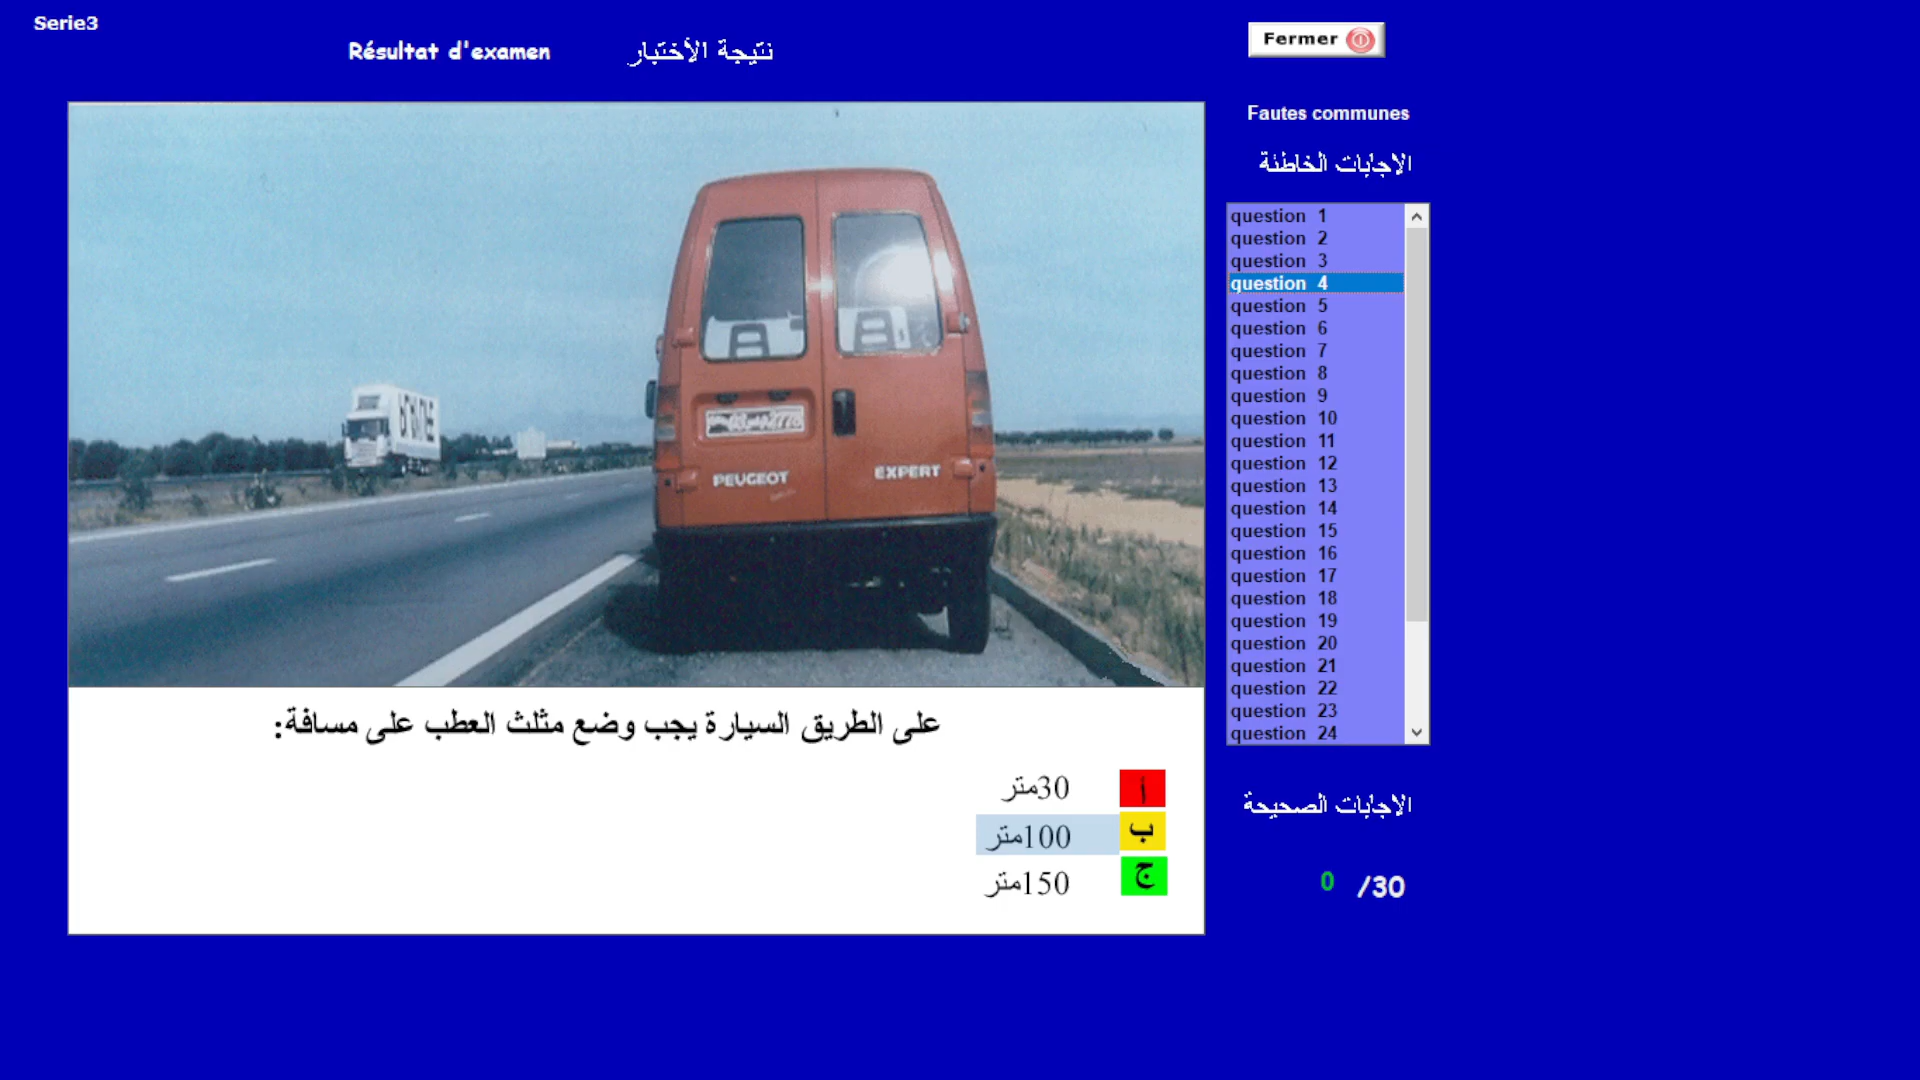 Serie3
Résultat d'examen نتيجة الأختبار
Fermer
Fautes communes
الاجابات الخاطئة
question 1
question 2
question 3
question 4
question 5
question 6
question 7
question 8
question 9
question 10
question 11
question 12
question 13
question 14
question 15
question 16
question 17
question 18
question 19
question 20
question 21
question 22
question 23
question 24
PEUGEOT EXPERT
على الطريق السيارة يجب وضع مثلث العطب على مسافة:
أ 30متر
ب 100متر
ج 150متر
الاجابات الصحيحة
0 /30